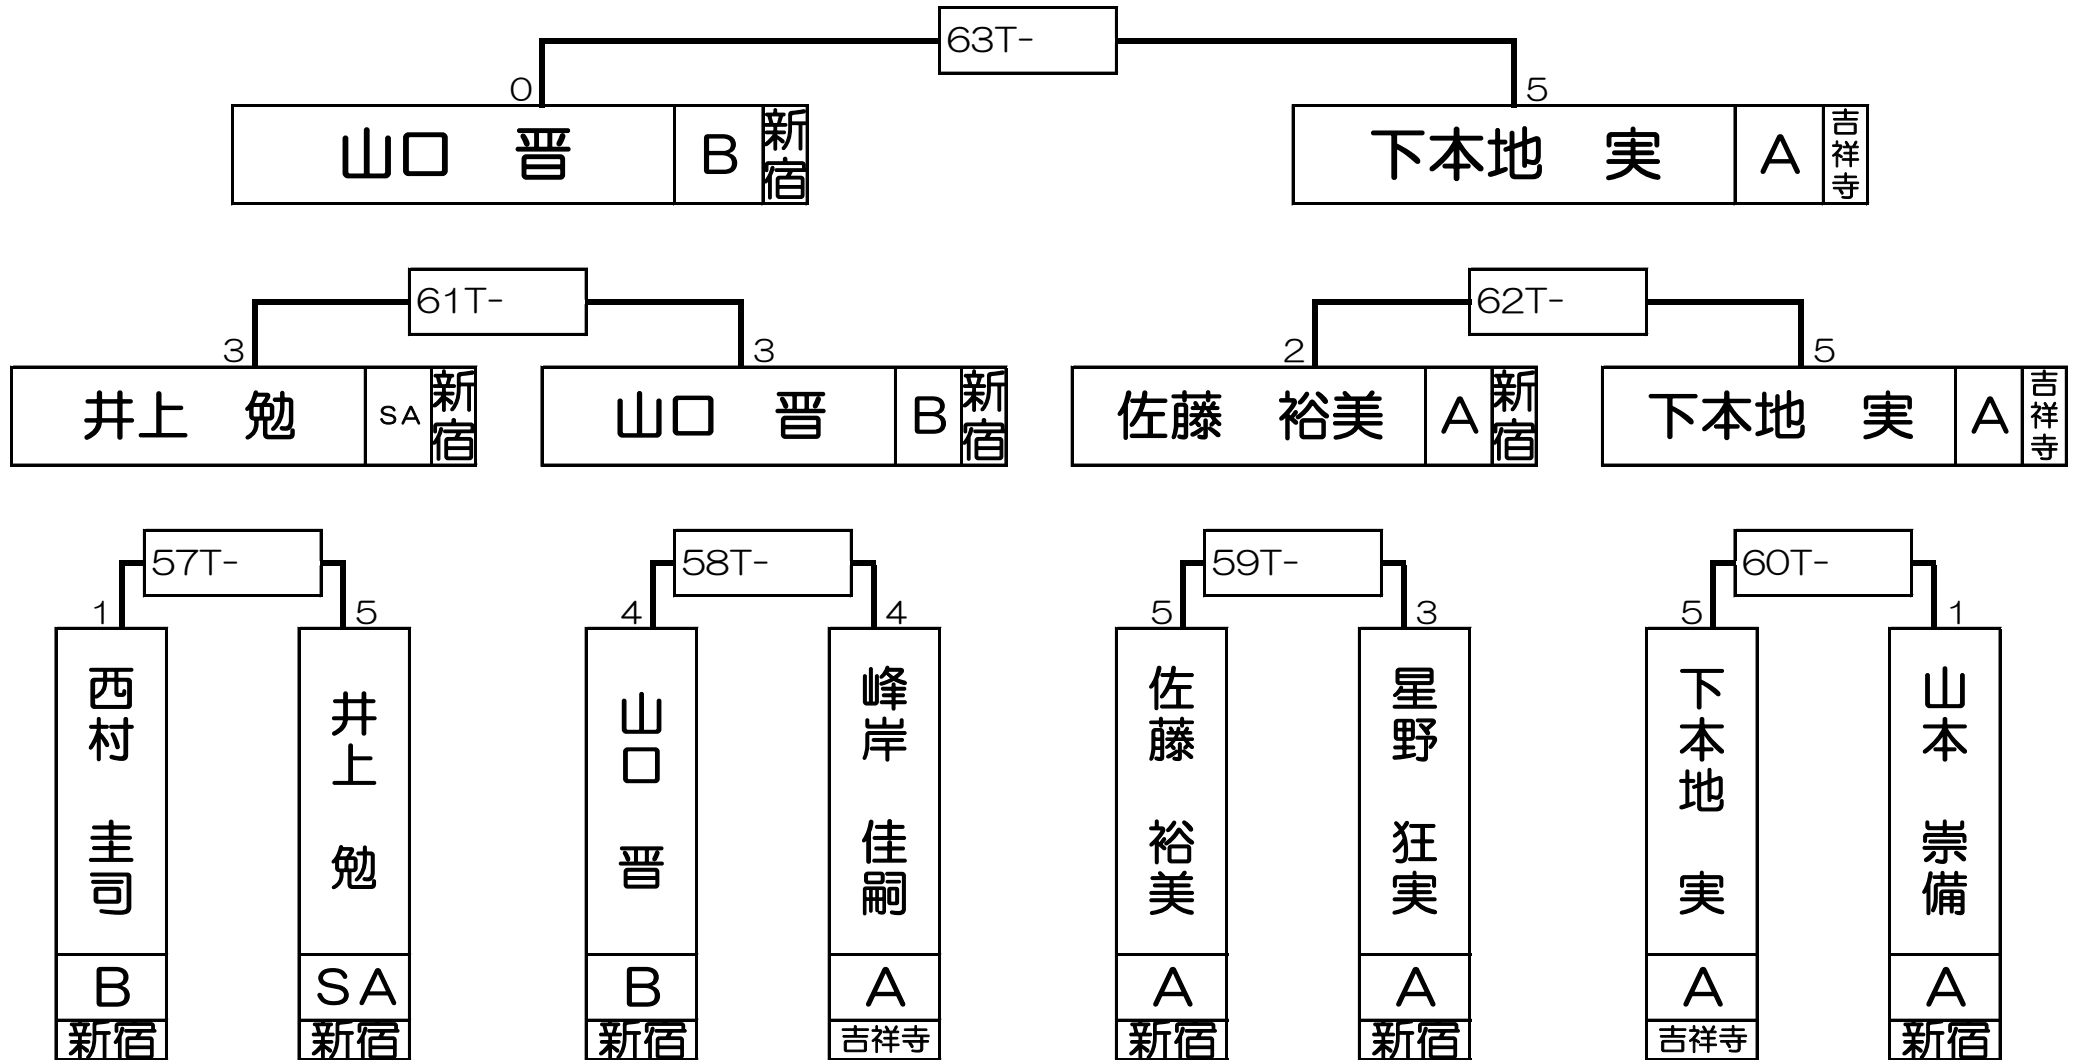 63T-
0 5
山口 晋 B 新宿 下本地 実 A 吉祥寺
61T- 62T-
3 3 2 5
井上 勉 SA 新宿 山口 晋 B 新宿 佐藤 裕美 A 新宿 下本地 実 A 吉祥寺
57T- 58T- 59T- 60T-
1 5 4 4 5 3 5 1
西村 圭司 井上 勉 山口 晋 峰岸 佳嗣 佐藤 裕美 星野 狂実 下本地 実 山本 崇備
B SA B A A A A A
新宿 新宿 新宿 吉祥寺 新宿 新宿 吉祥寺 新宿